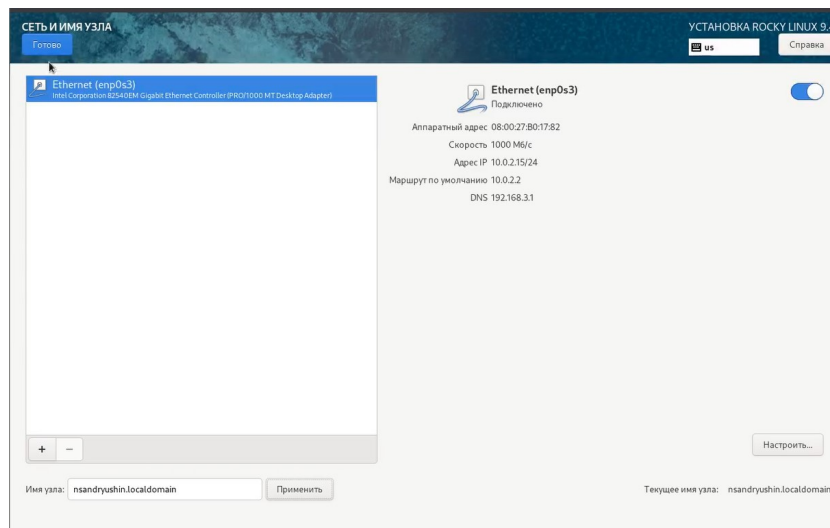 СЕТЬ И ИМЯ УЗЛА
УСТАНОВКА ROCKY LINUX 9.
Готово
us
Справка
Ethernet (enp0s3)
Intel Corporation 82540EM Gigabit Ethernet Controller (PRO/1000 MT Desktop Adapter)
Ethernet (enp0s3)
Подключено
Аппаратный адрес 08:00:27:B0:17:82
Скорость 1000 Мб/с
Адрес IP 10.0.2.15/24
Маршрут по умолчанию 10.0.2.2
DNS 192.168.3.1
+ −
Настроить...
Имя узла: nsandryushin.localdomain
Применить
Текущее имя узла: nsandryushin.localdomain